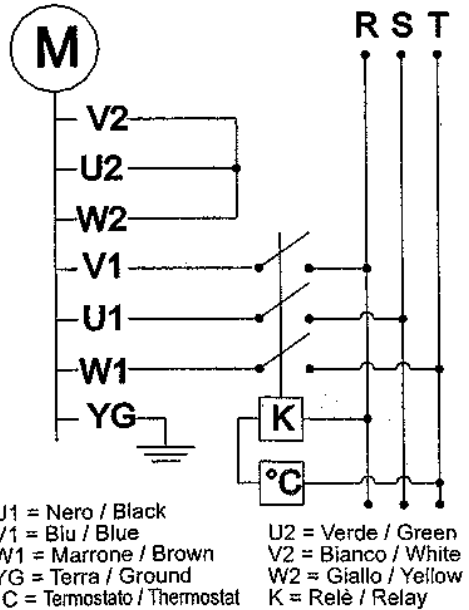 M
R S T
V2
U2
W2
V1
U1
W1
YG
K
°C
U1 = Nero / Black
V1 = Blu / Blue
W1 = Marrone / Brown
YG = Terra / Ground
°C = Termostato / Thermostat
U2 = Verde / Green
V2 = Bianco / White
W2 = Giallo / Yellow
K = Relè / Relay